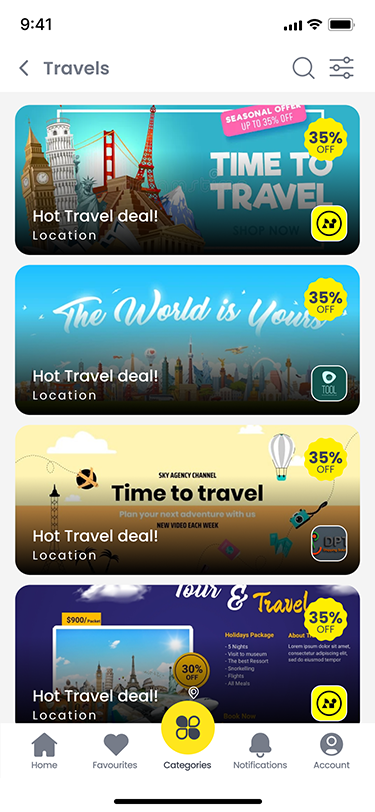 9:41
Travels
SEASONAL OFFER
UP TO 35% OFF
35%
OFF
TIME TO
TRAVEL
SHOP NOW
Hot Travel deal!
Location
The World is Yours
35%
OFF
Hot Travel deal!
Location
TOOL
35%
OFF
SKY AGENCY CHANNEL
Time to travel
Plan your next adventure with us
NEW VIDEO EACH WEEK
Hot Travel deal!
Location
DPT
Tour & Travel
35%
OFF
$900/Packet
Holidays Package
- 5 Nights
- Visit to museum
- The best Ressort
- Snorkelling
- Flights
- All Meals
About
Lorem ipsum dolor sit amet,
consectetur adipiscing elit,
sed do eiusmod tempor
30%
OFF
Book Now
Hot Travel deal!
Location
Home
Favourites
Categories
Notifications
Account